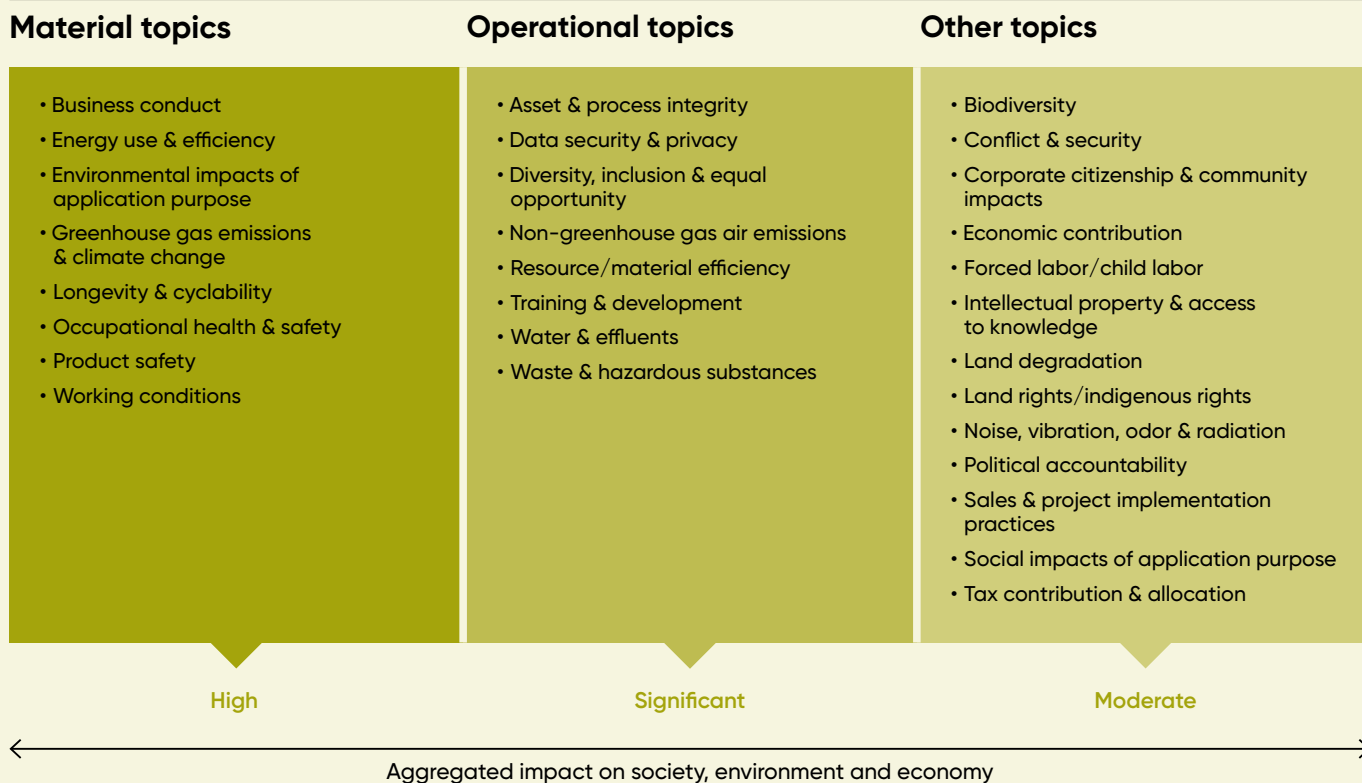 Material topics
• Business conduct
• Energy use & efficiency
• Environmental impacts of
application purpose
• Greenhouse gas emissions
& climate change
• Longevity & cyclability
• Occupational health & safety
• Product safety
• Working conditions
High
Operational topics
• Asset & process integrity
• Data security & privacy
• Diversity, inclusion & equal
opportunity
• Non-greenhouse gas air emissions
• Resource/material efficiency
• Training & development
• Water & effluents
• Waste & hazardous substances
Significant
Other topics
• Biodiversity
• Conflict & security
• Corporate citizenship & community
impacts
• Economic contribution
• Forced labor/child labor
• Intellectual property & access
to knowledge
• Land degradation
• Land rights/indigenous rights
• Noise, vibration, odor & radiation
• Political accountability
• Sales & project implementation
practices
• Social impacts of application purpose
• Tax contribution & allocation
Moderate
Aggregated impact on society, environment and economy